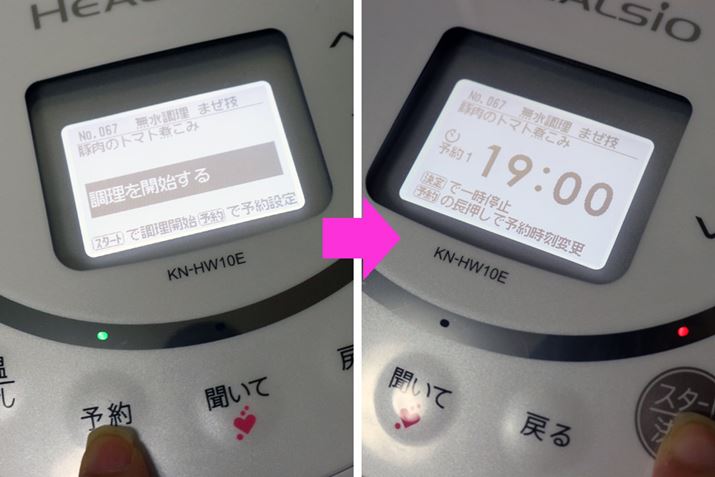 HEALSIO
No.067 無水調理 まぜ技
豚肉のトマト煮こみ
調理を開始する
スタート で調理開始 予約 で予約設定
KN-HW10E
予約
聞いて
HEALSIO
No.067 無水調理 まぜ技
豚肉のトマト煮こみ
予約1 19:00
決定 で一時停止
予約 の長押しで予約時刻変更
KN-HW10E
聞いて
戻る
スタート